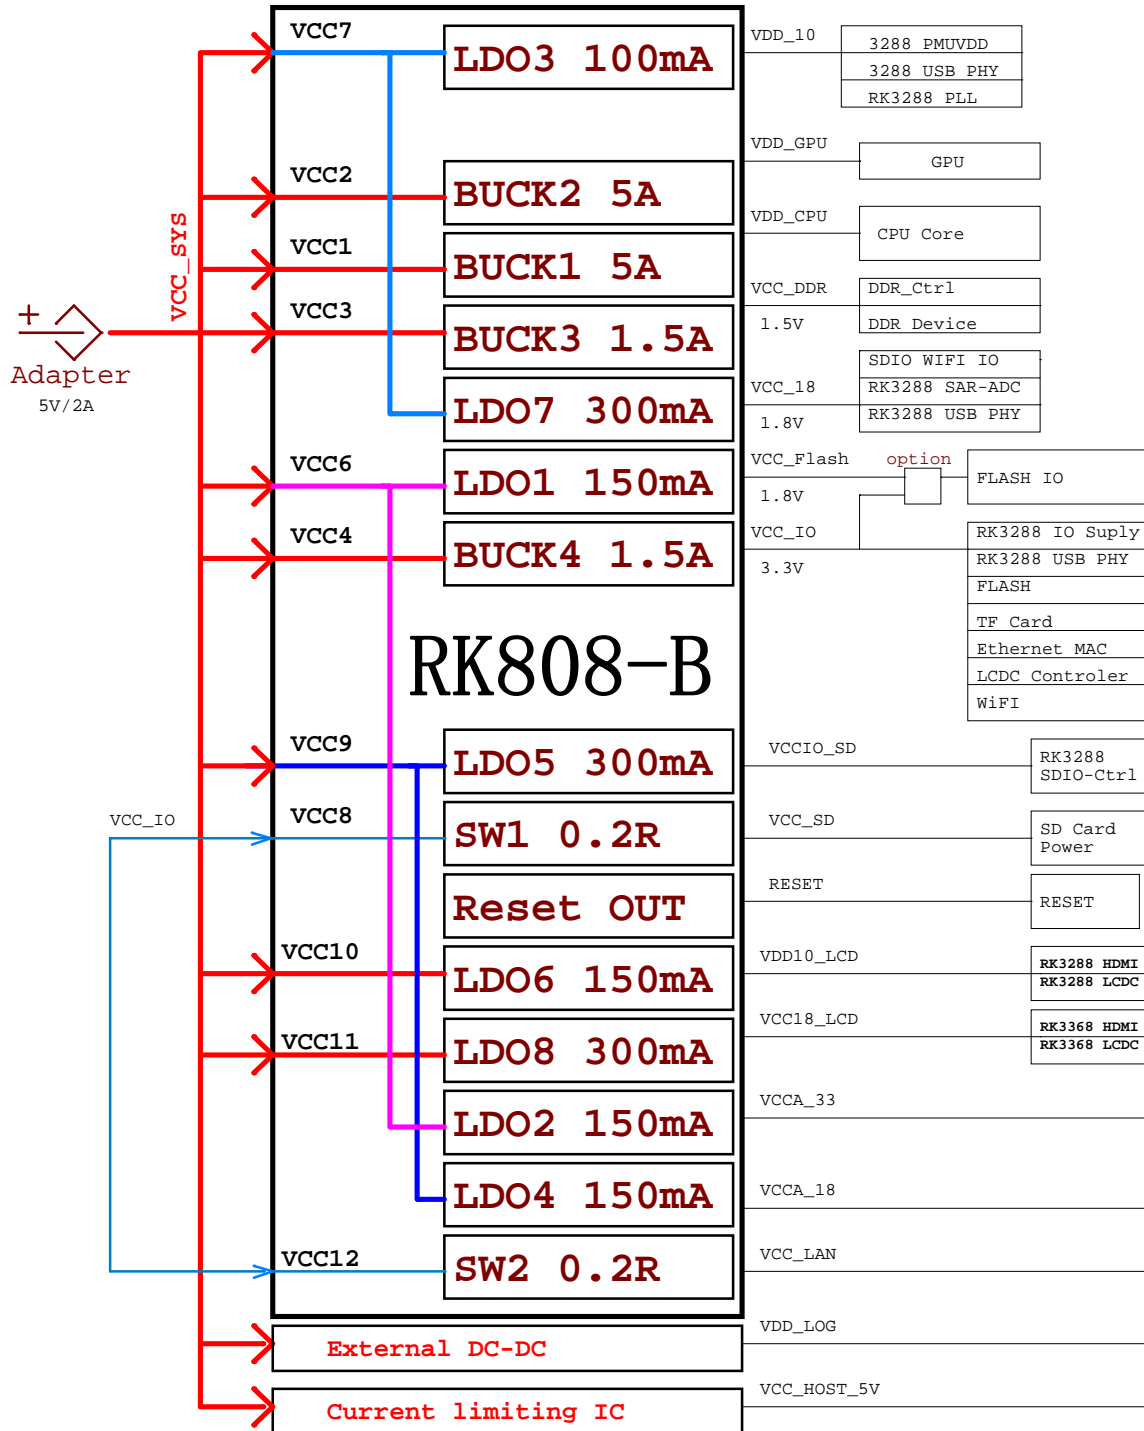 VCC7
LDO3 100mA
VDD_10
3288 PMUVDD
3288 USB PHY
RK3288 PLL
VCC2
BUCK2 5A
VDD_GPU
GPU
VCC_SYS
VCC1
BUCK1 5A
VDD_CPU
CPU Core
VCC3
BUCK3 1.5A
VCC_DDR
1.5V
DDR_Ctrl
DDR Device
Adapter
5V/2A
LDO7 300mA
VCC_18
1.8V
SDIO WIFI IO
RK3288 SAR-ADC
RK3288 USB PHY
VCC6
LDO1 150mA
VCC_Flash
1.8V
option
FLASH IO
VCC4
BUCK4 1.5A
VCC_IO
3.3V
RK3288 IO Suply
RK3288 USB PHY
FLASH
TF Card
Ethernet MAC
LCDC Controler
WiFI
RK808-B
VCC9
LDO5 300mA
VCCIO_SD
RK3288
SDIO-Ctrl
VCC_IO
VCC8
SW1 0.2R
VCC_SD
SD Card
Power
Reset OUT
RESET
RESET
VCC10
LDO6 150mA
VDD10_LCD
RK3288 HDMI
RK3288 LCDC
VCC11
LDO8 300mA
VCC18_LCD
RK3368 HDMI
RK3368 LCDC
LDO2 150mA
VCCA_33
LDO4 150mA
VCCA_18
VCC12
SW2 0.2R
VCC_LAN
External DC-DC
VDD_LOG
Current limiting IC
VCC_HOST_5V